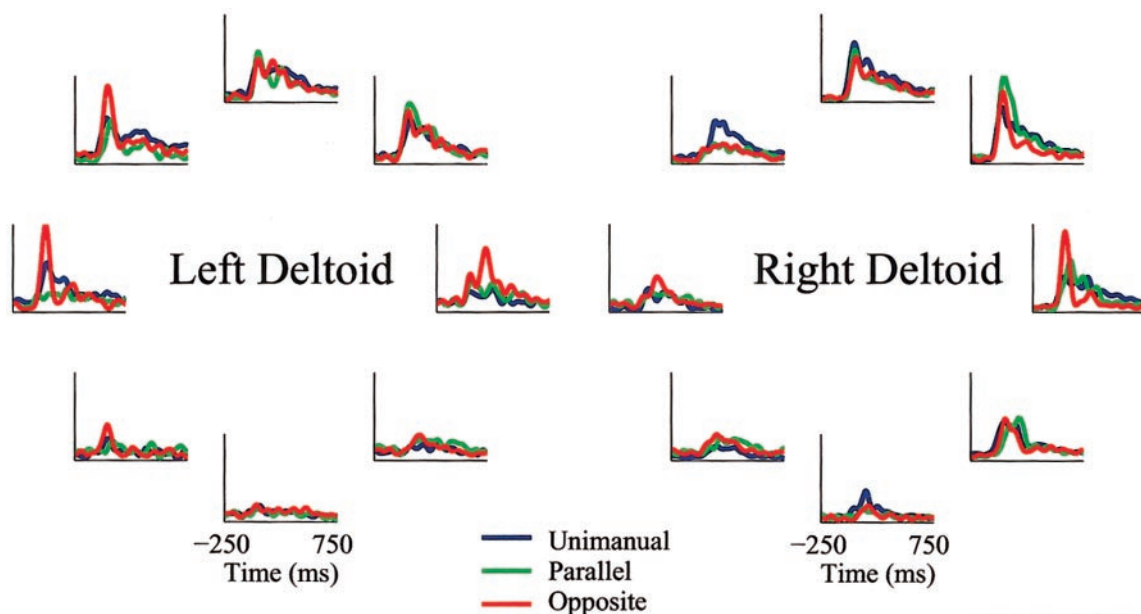 Left Deltoid
Right Deltoid
−250 750
Time (ms)
−250 750
Time (ms)
Unimanual
Parallel
Opposite